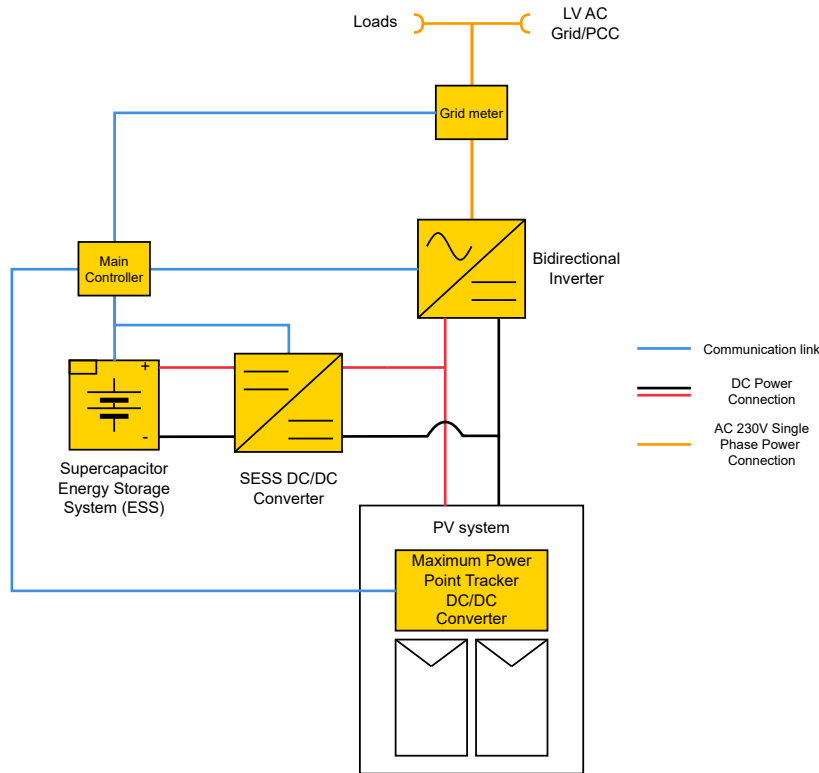 Loads
LV AC
Grid/PCC
Grid meter
Main
Controller
Bidirectional
Inverter
+
-
Supercapacitor
Energy Storage
System (ESS)
SESS DC/DC
Converter
Communication link
DC Power
Connection
AC 230V Single
Phase Power
Connection
PV system
Maximum Power
Point Tracker
DC/DC
Converter